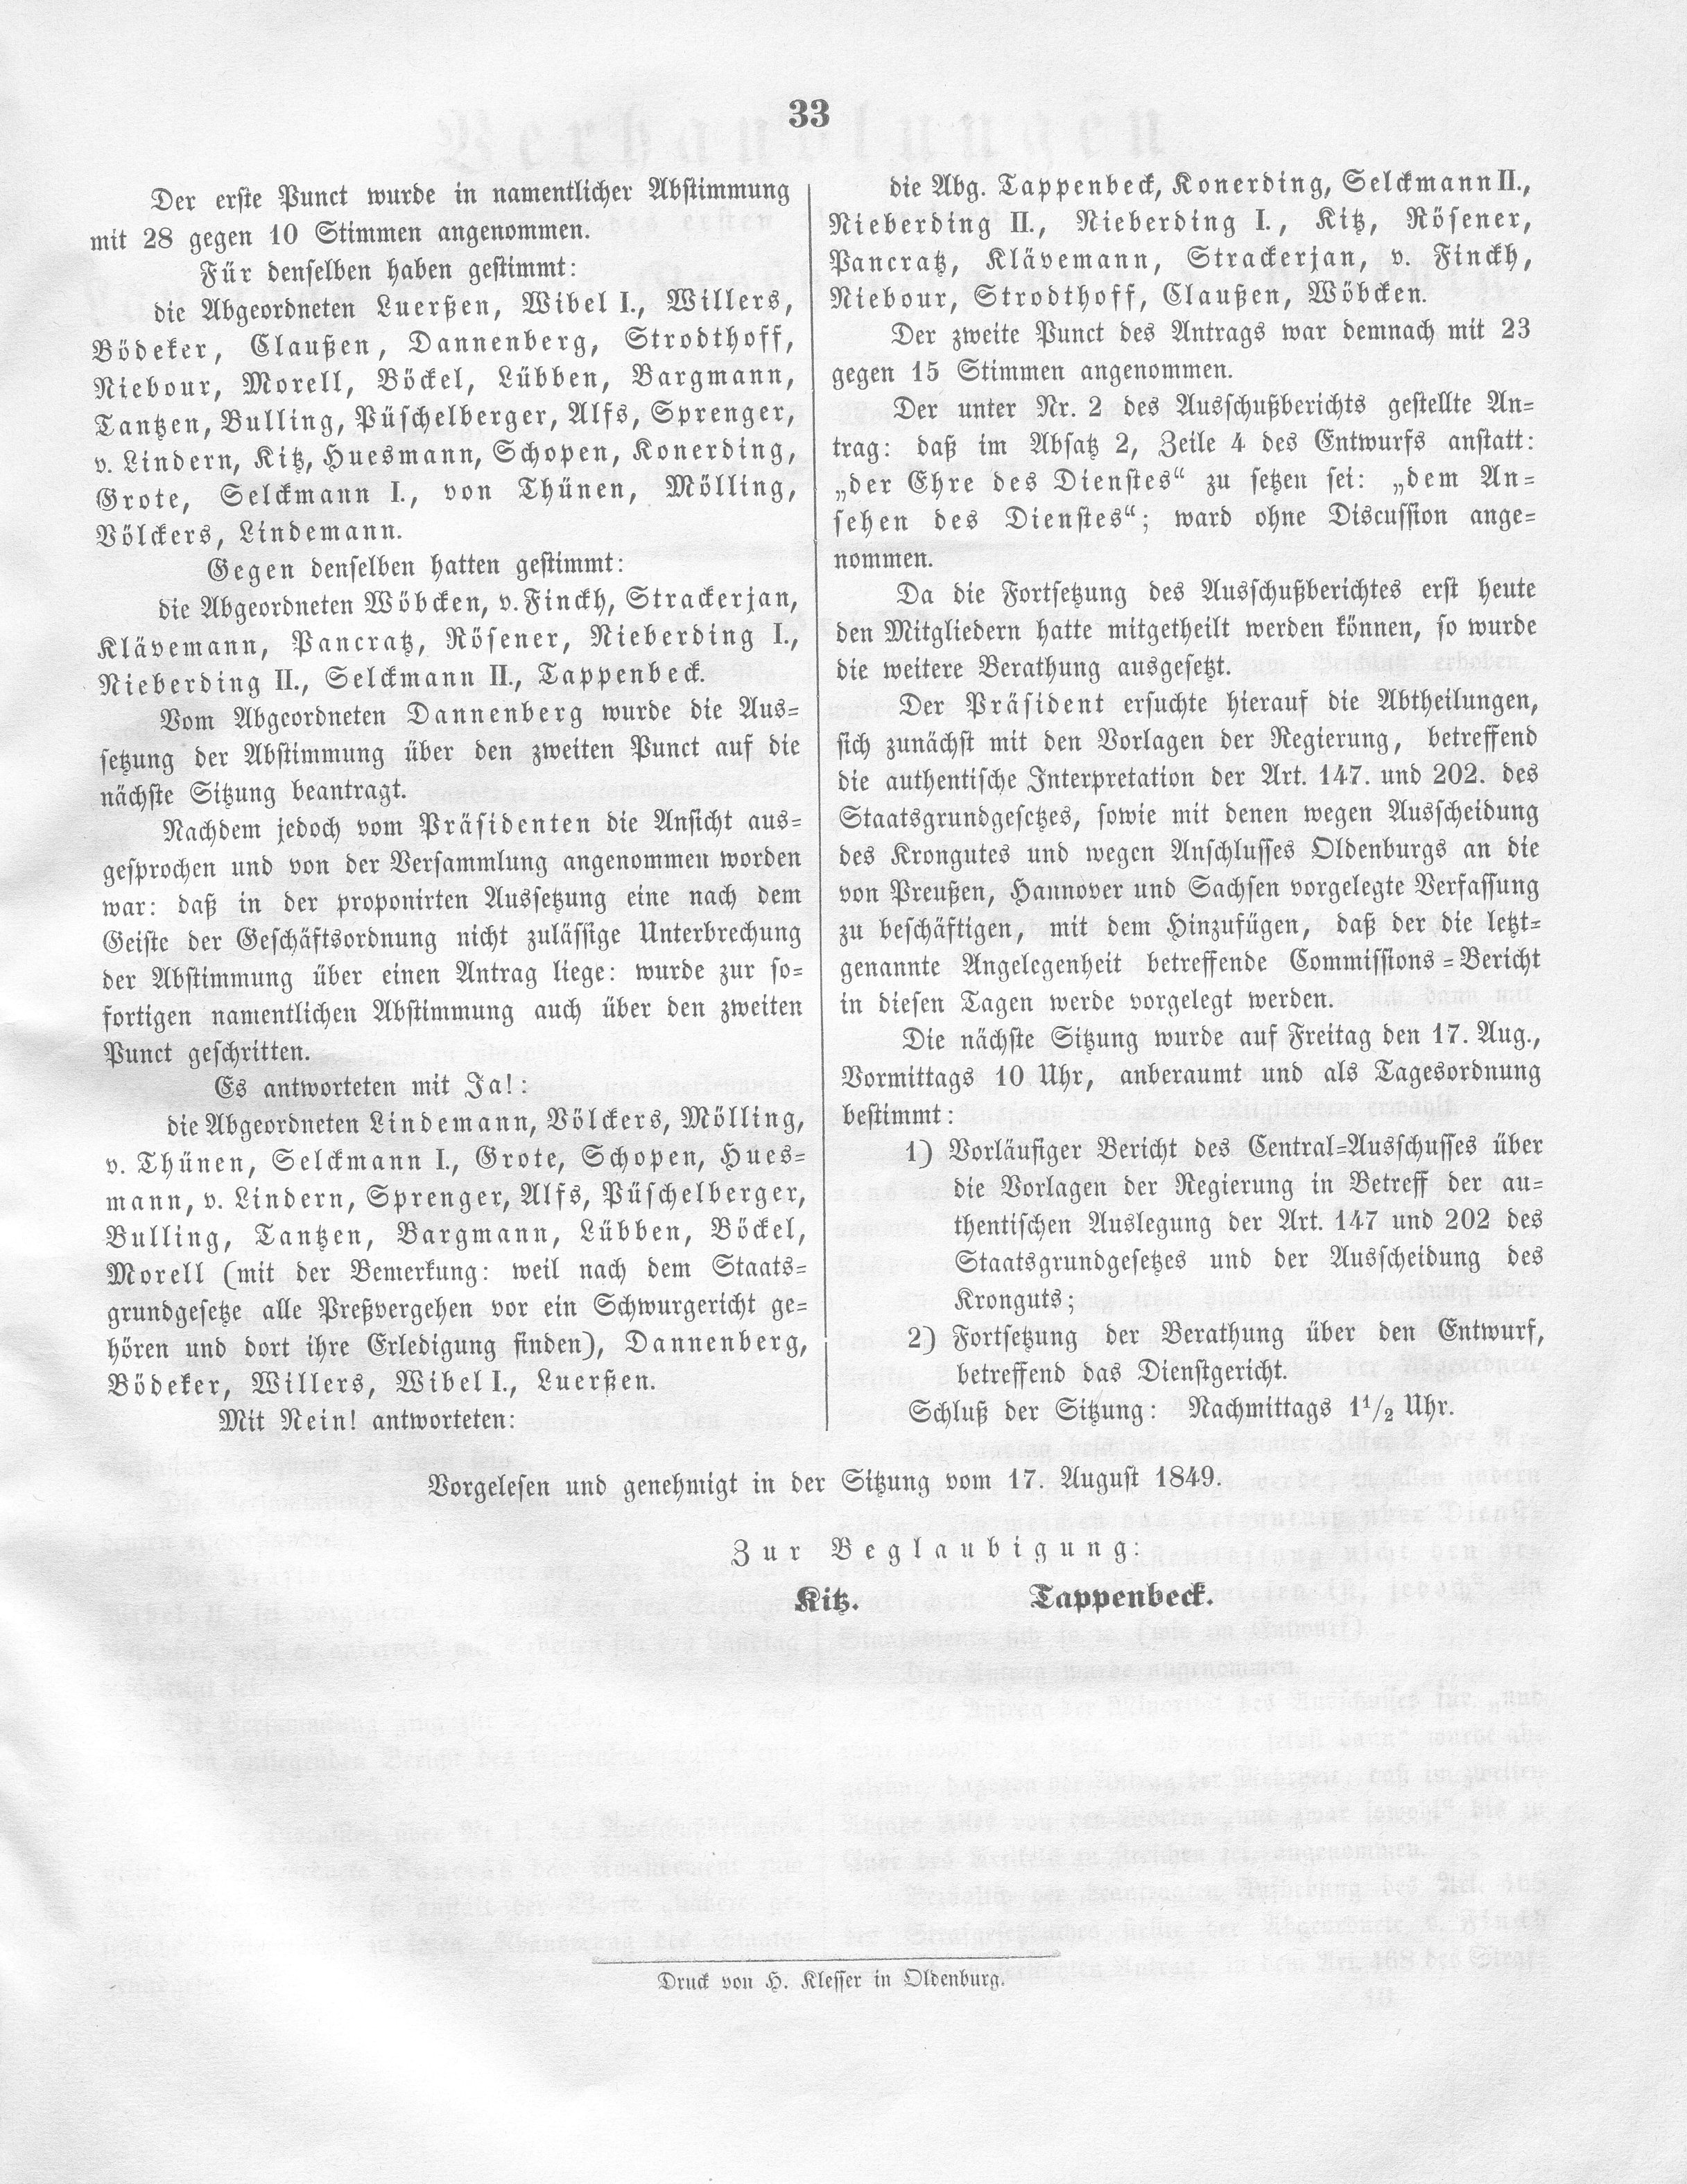 33
Der erste Punct wurde in namentlicher Abstimmung
mit 28 gegen 10 Stimmen angenommen.
Für denselben haben gestimmt:
die Abgeordneten Luerßen, Wibel I., Willers,
Bödeker, Claußen, Dannenberg, Strodthoff,
Niebour, Morell, Böckel, Lübben, Bargmann,
Tantzen, Bulling, Püschelberger, Alfs, Sprenger,
v. Lindern, Kitz, Huesmann, Schopen, Konerding,
Grote, Selckmann I., von Thünen, Mölling,
Völckers, Lindemann.
Gegen denselben hatten gestimmt:
die Abgeordneten Wöbcken, v. Finckh, Strackerjan,
Klävemann, Pancratz, Rösener, Nieberding I.,
Nieberding II., Selckmann II., Tappenbeck.
Vom Abgeordneten Dannenberg wurde die Aus=
setzung der Abstimmung über den zweiten Punct auf die
nächste Sitzung beantragt.
Nachdem jedoch vom Präsidenten die Ansicht aus=
gesprochen und von der Versammlung angenommen worden
war: daß in der proponirten Aussetzung eine nach dem
Geiste der Geschäftsordnung nicht zulässige Unterbrechung
der Abstimmung über einen Antrag liege: wurde zur so=
fortigen namentlichen Abstimmung auch über den zweiten
Punct geschritten.
Es antworteten mit Ja!:
die Abgeordneten Lindemann, Völckers, Mölling,
v. Thünen, Selckmann I., Grote, Schopen, Hues=
mann, v. Lindern, Sprenger, Alfs, Püschelberger,
Bulling, Tantzen, Bargmann, Lübben, Böckel,
Morell (mit der Bemerkung: weil nach dem Staats=
grundgesetze alle Preßvergehen vor ein Schwurgericht ge=
hören und dort ihre Erledigung finden), Dannenberg,
Bödeker, Willers, Wibel I., Luerßen.
Mit Nein! antworteten:
die Abg. Tappenbeck, Konerding, Selckmann II.,
Nieberding II., Nieberding I., Kitz, Rösener,
Pancratz, Klävemann, Strackerjan, v. Finckh,
Niebour, Strodthoff, Claußen, Wöbcken.
Der zweite Punct des Antrags war demnach mit 23
gegen 15 Stimmen angenommen.
Der unter Nr. 2 des Ausschußberichts gestellte An=
trag: daß im Absatz 2, Zeile 4 des Entwurfs anstatt:
„der Ehre des Dienstes“ zu setzen sei: „dem An=
sehen des Dienstes“; ward ohne Discussion ange=
nommen.
Da die Fortsetzung des Ausschußberichtes erst heute
den Mitgliedern hatte mitgetheilt werden können, so wurde
die weitere Berathung ausgesetzt.
Der Präsident ersuchte hierauf die Abtheilungen,
sich zunächst mit den Vorlagen der Regierung, betreffend
die authentische Interpretation der Art. 147. und 202. des
Staatsgrundgesetzes, sowie mit denen wegen Ausscheidung
des Krongutes und wegen Anschlusses Oldenburgs an die
von Preußen, Hannover und Sachsen vorgelegte Verfassung
zu beschäftigen, mit dem Hinzufügen, daß der die letzt=
genannte Angelegenheit betreffende Commissions=Bericht
in diesen Tagen werde vorgelegt werden.
Die nächste Sitzung wurde auf Freitag den 17. Aug.,
Vormittags 10 Uhr, anberaumt und als Tagesordnung
bestimmt:
1) Vorläufiger Bericht des Central=Ausschusses über
die Vorlagen der Regierung in Betreff der au=
thentischen Auslegung der Art. 147 und 202 des
Staatsgrundgesetzes und der Ausscheidung des
Kronguts;
2) Fortsetzung der Berathung über den Entwurf,
betreffend das Dienstgericht.
Schluß der Sitzung: Nachmittags 1½ Uhr.
Vorgelesen und genehmigt in der Sitzung vom 17. August 1849.
Zur Beglaubigung:
Kitz. Tappenbeck.
Druck von H. Klesser in Oldenburg.